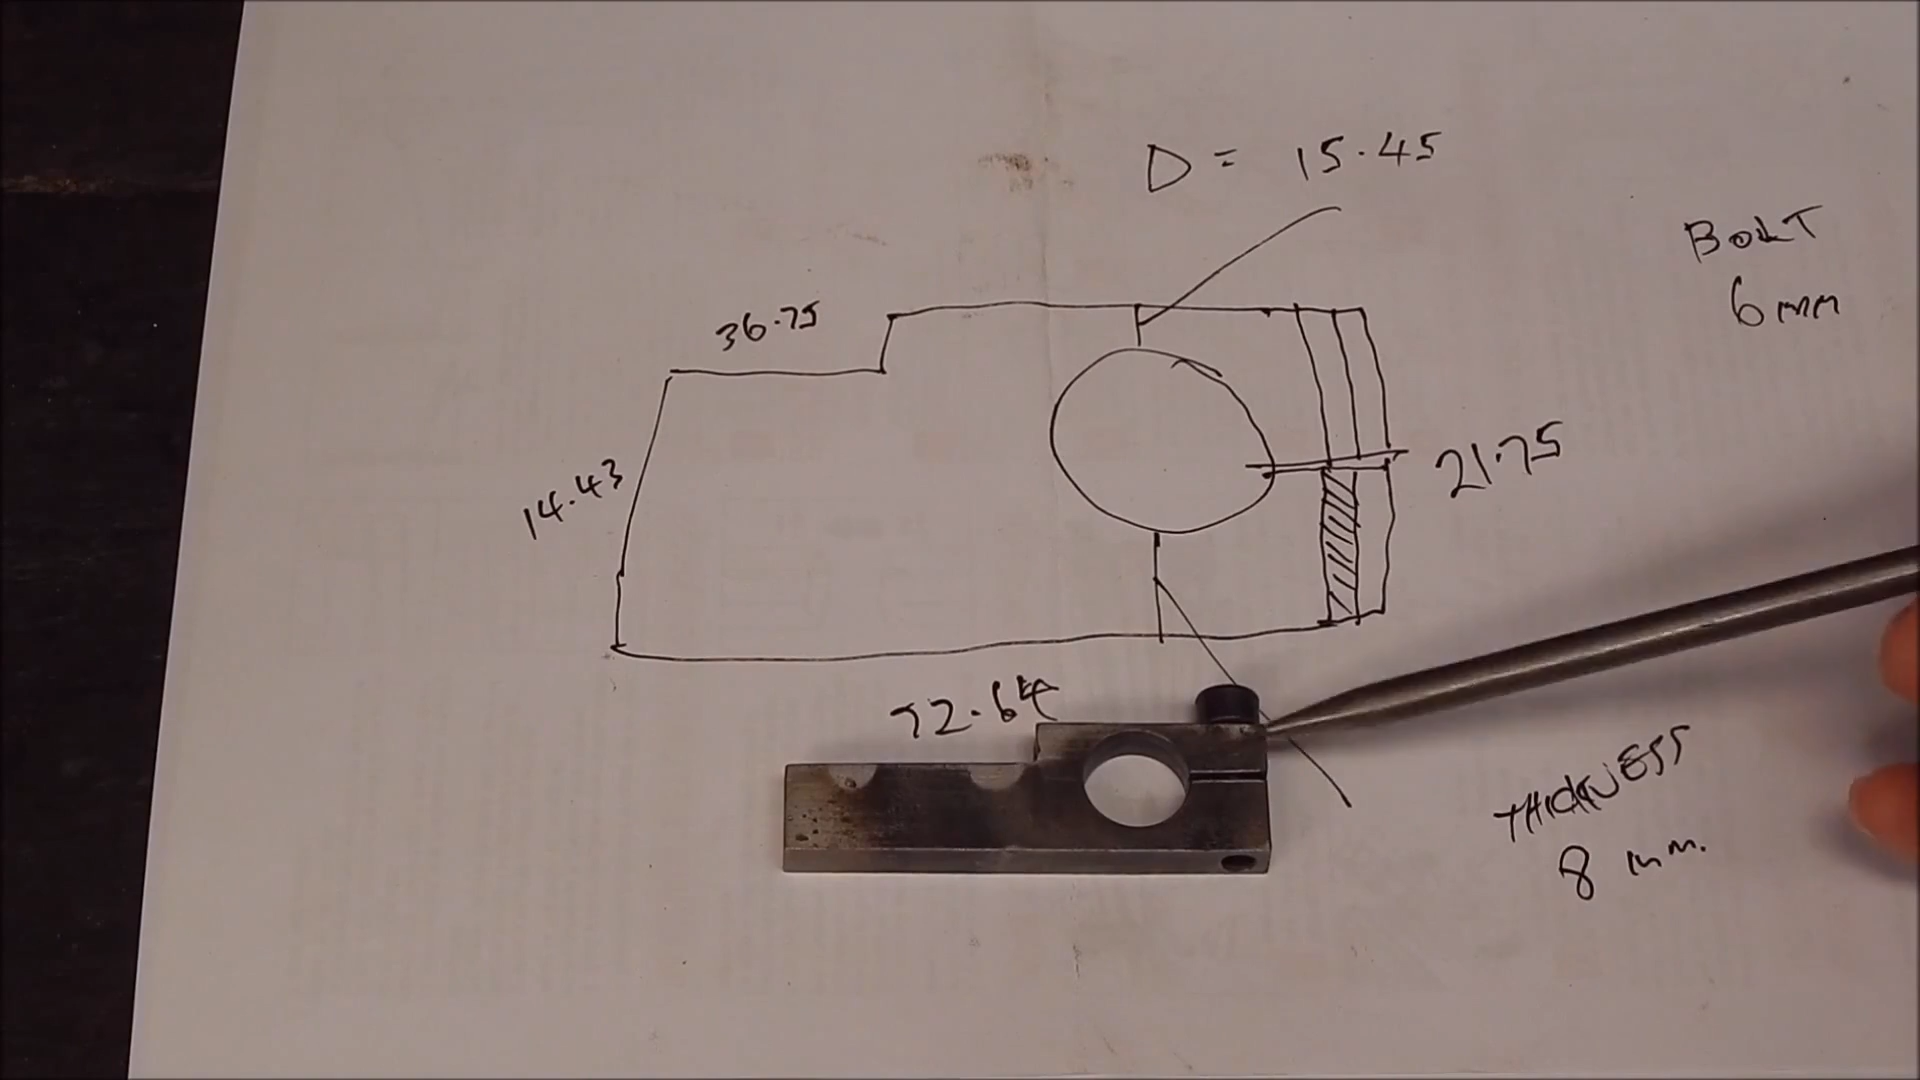 D = 15.45
BOLT
6 mm
36.75
14.43
21.75
72.64
THICKNESS
8 mm.